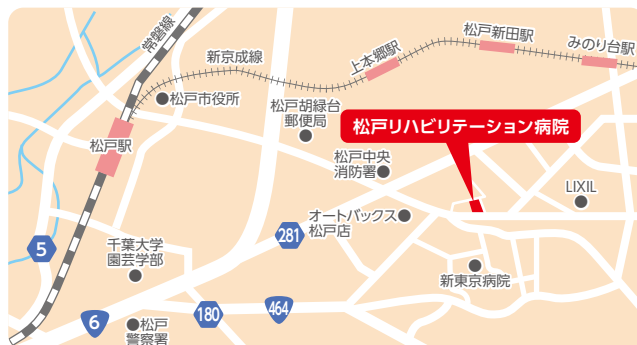 常磐線
新京成線
上本郷駅
松戸新田駅
みのり台駅
松戸市役所
松戸胡録台
郵便局
松戸リハビリテーション病院
松戸駅
松戸中央
消防署
LIXIL
オートバックス
松戸店
281
5
千葉大学
園芸学部
新東京病院
6
180
464
松戸
警察署